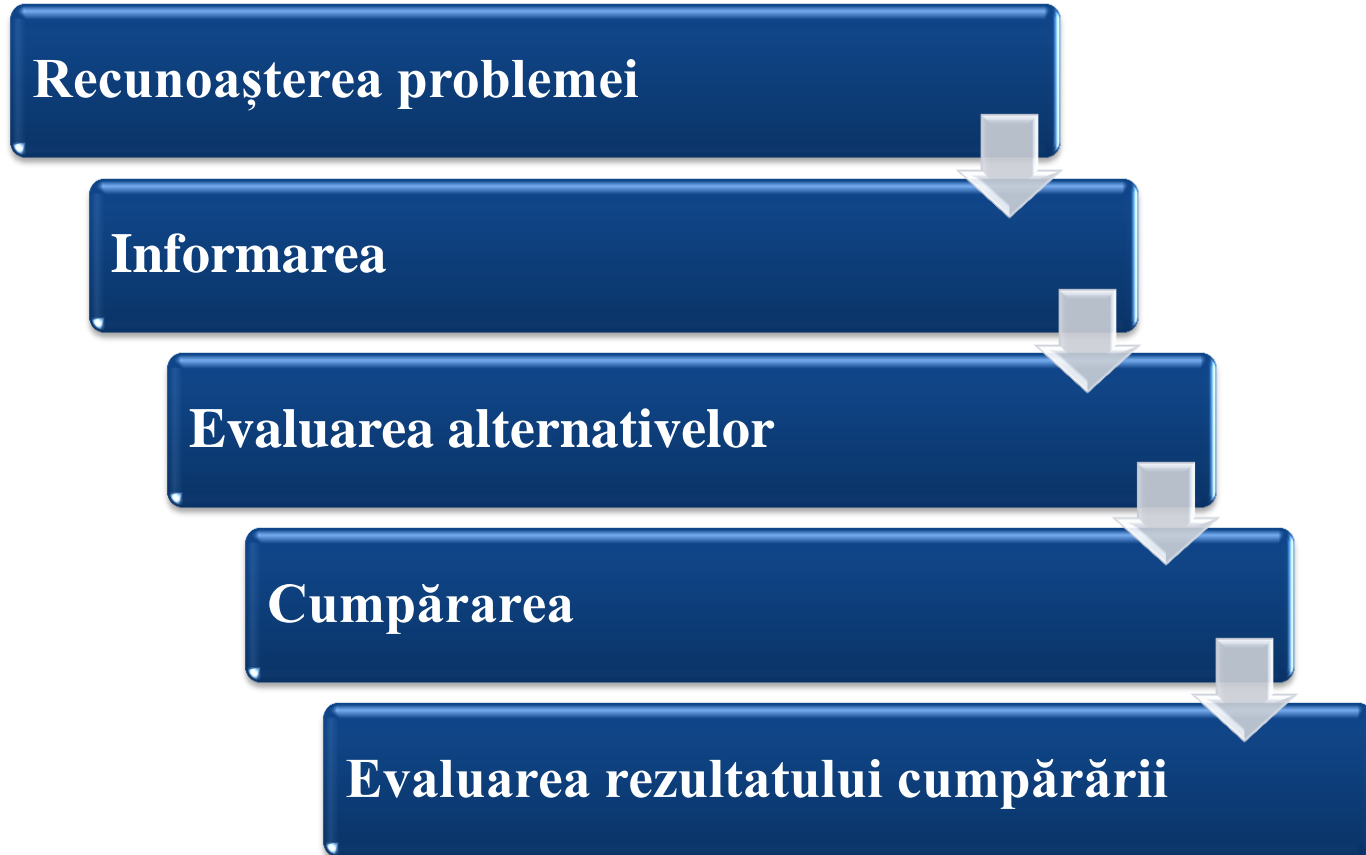 Recunoașterea problemei
Informarea
Evaluarea alternativelor
Cumpărarea
Evaluarea rezultatului cumpărării